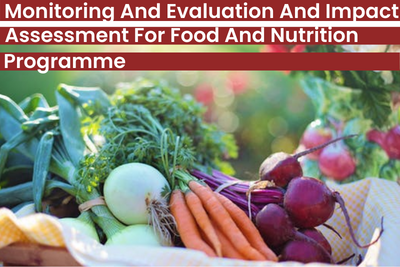 Monitoring And Evaluation And Impact
Assessment For Food And Nutrition
Programme